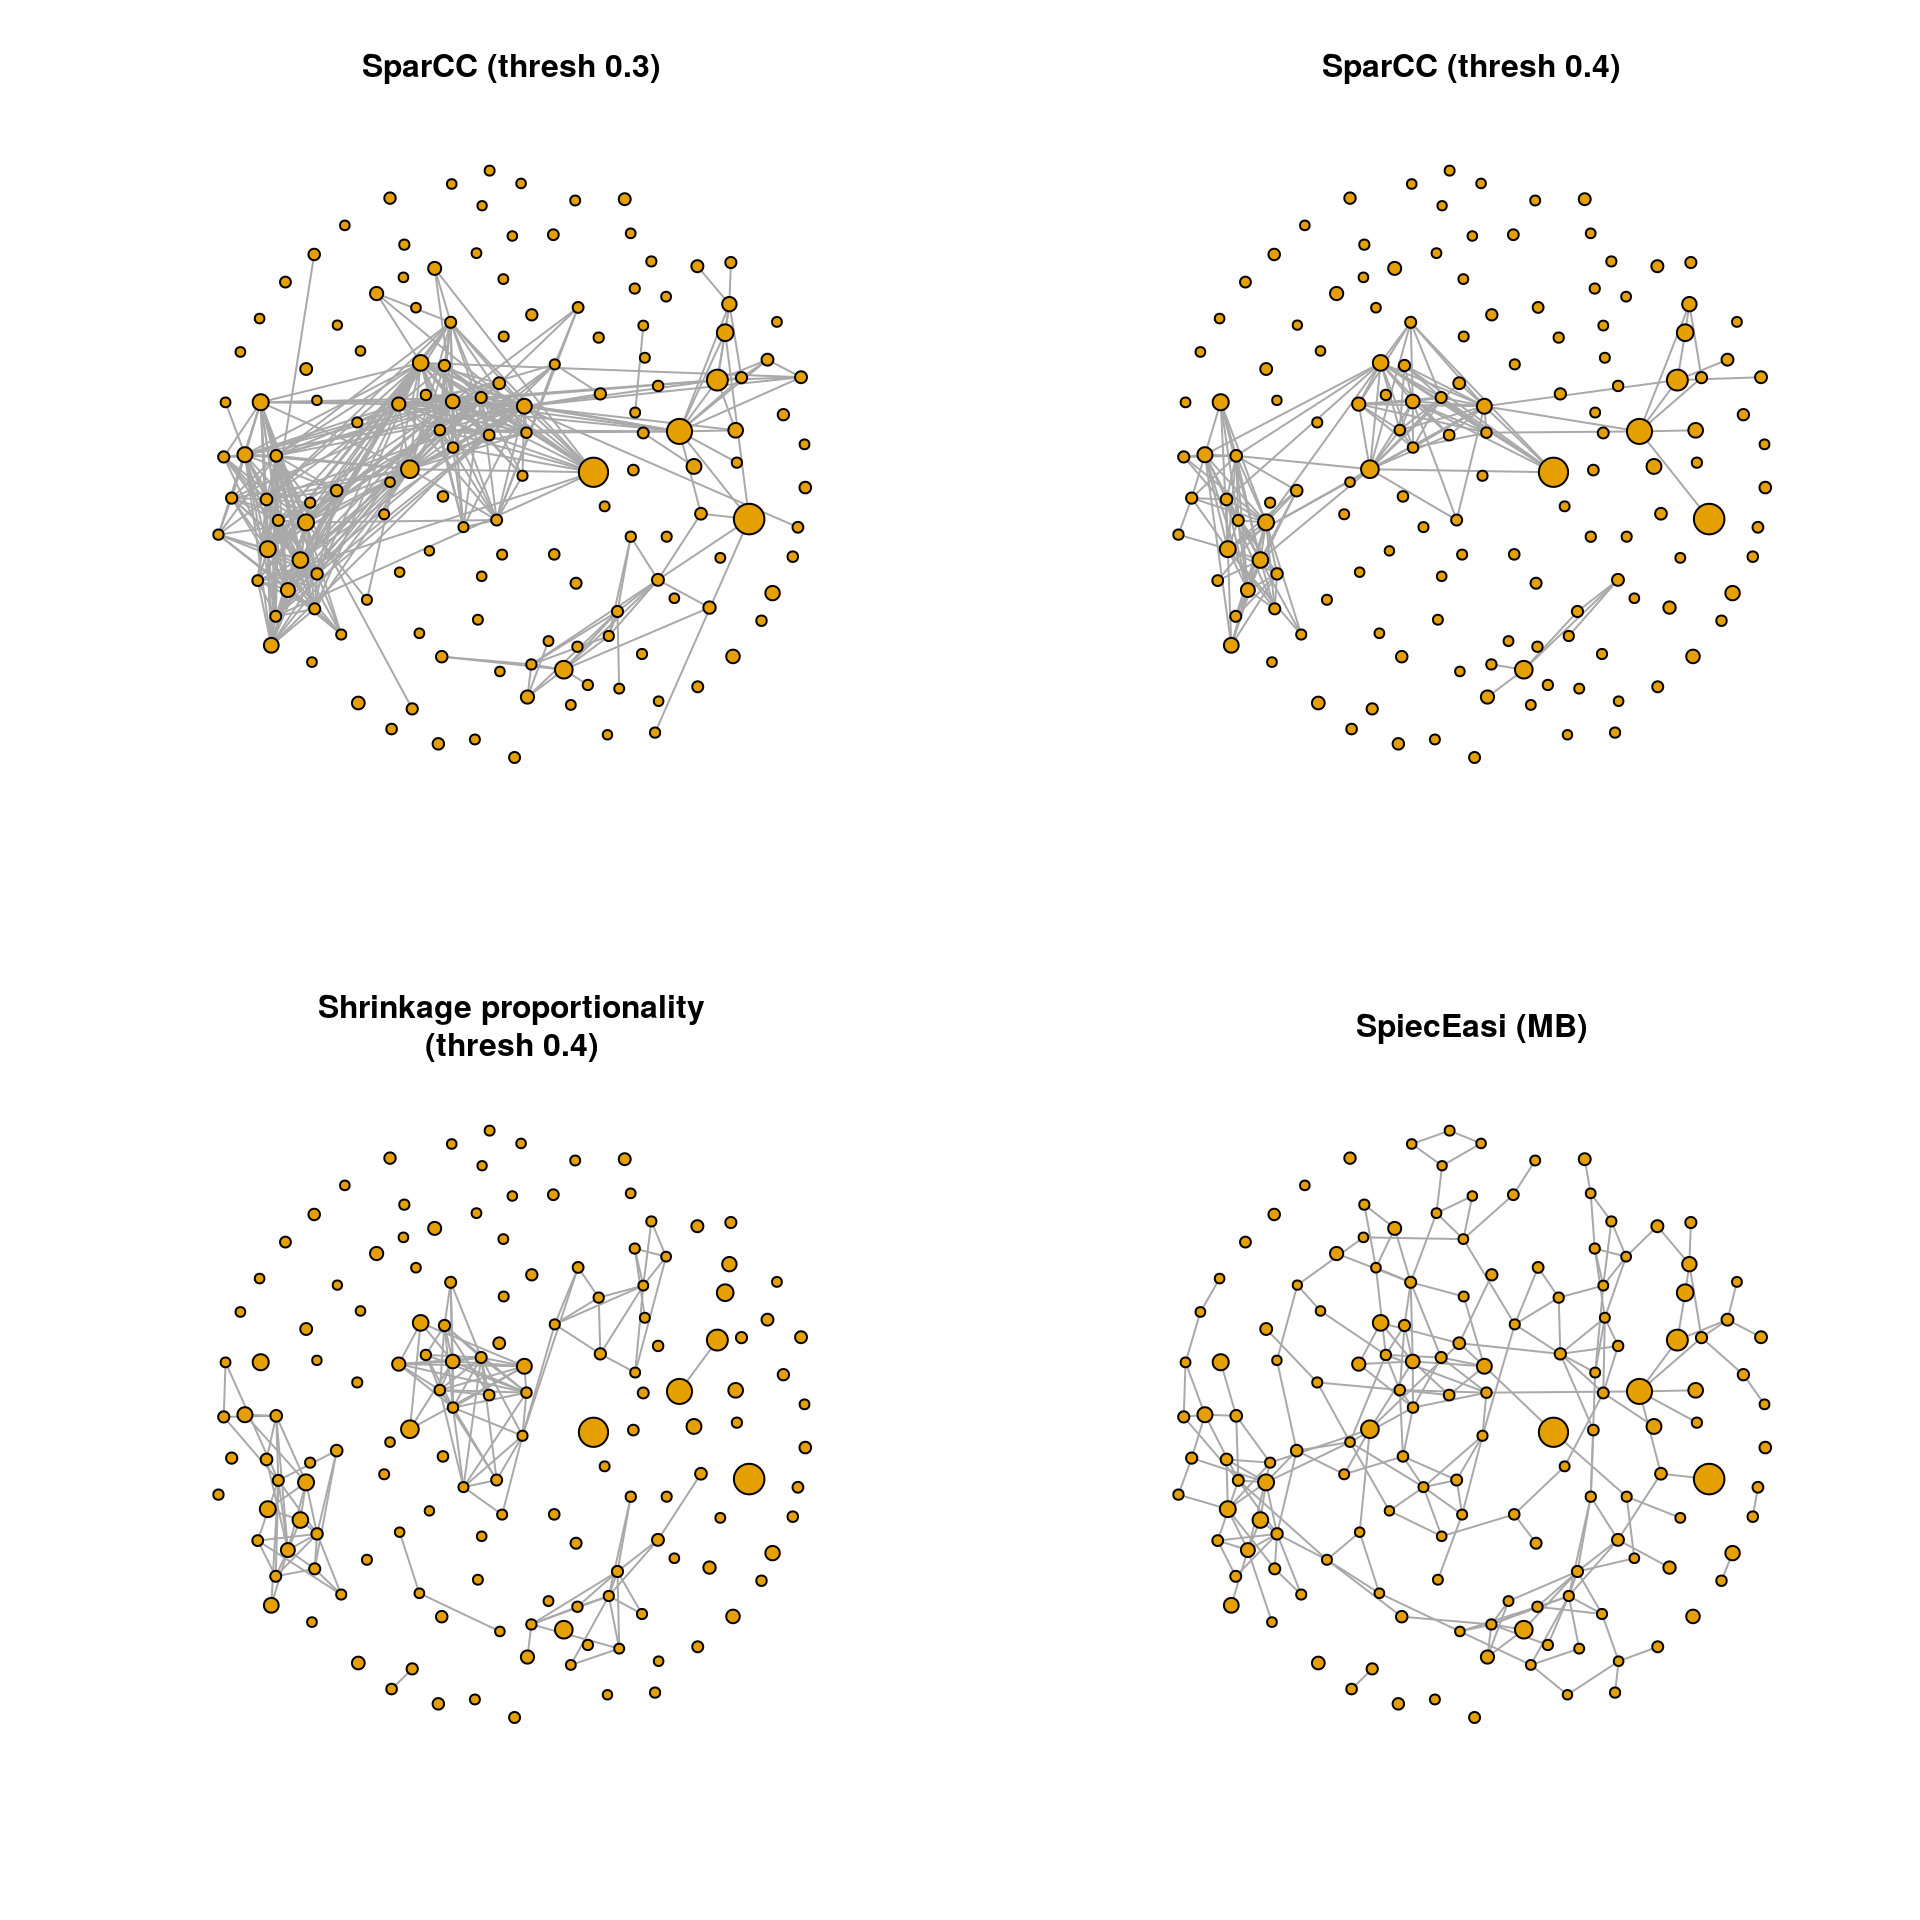 SparCC (thresh 0.3)
SparCC (thresh 0.4)
Shrinkage proportionality
(thresh 0.4)
SpiecEasi (MB)